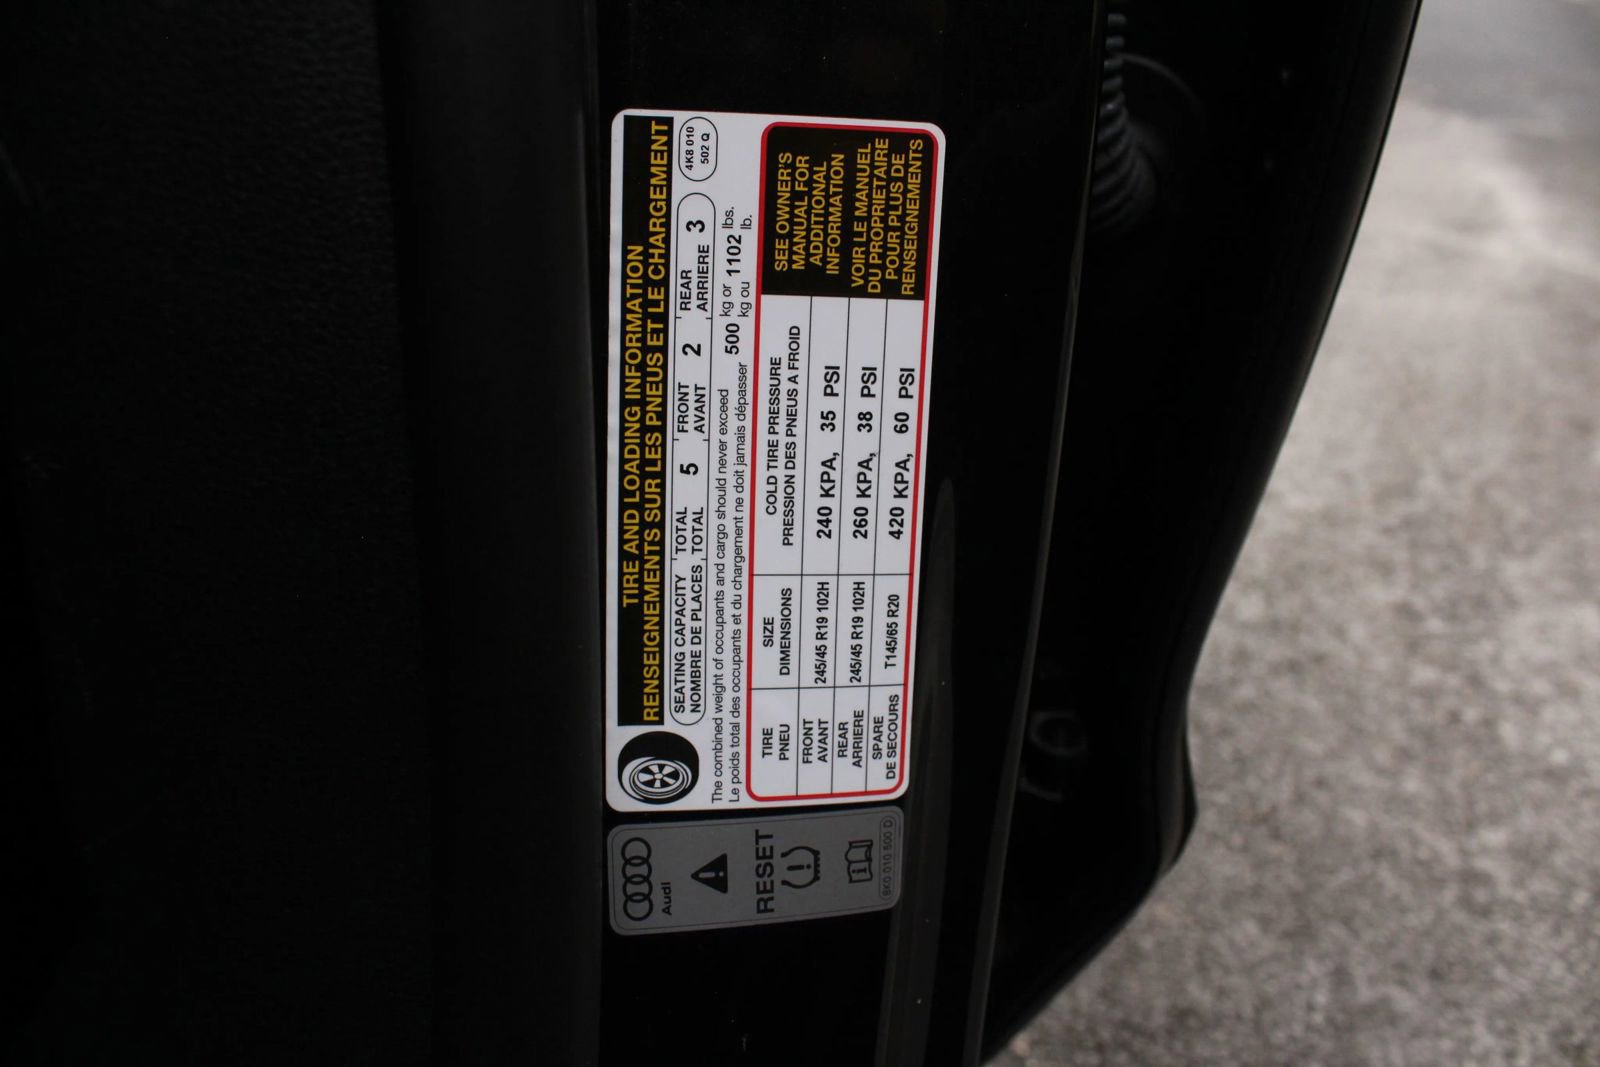 TIRE AND LOADING INFORMATION
RENSEIGNEMENTS SUR LES PNEUS ET LE CHARGEMENT
SEATING CAPACITY TOTAL 5 FRONT 2 REAR 3
NOMBRE DE PLACES TOTAL AVANT ARRIERE
4K8 010
502 Q
The combined weight of occupants and cargo should never exceed 500 kg or 1102 lbs.
Le poids total des occupants et du chargement ne doit jamais dépasser kg ou lb.
TIRE SIZE COLD TIRE PRESSURE
PNEU DIMENSIONS PRESSION DES PNEUS A FROID
FRONT
AVANT 245/45 R19 102H 240 KPA, 35 PSI
REAR
ARRIERE 245/45 R19 102H 260 KPA, 38 PSI
SPARE
DE SECOURS T145/65 R20 420 KPA, 60 PSI
SEE OWNER'S
MANUAL FOR
ADDITIONAL
INFORMATION
VOIR LE MANUEL
DU PROPRIETAIRE
POUR PLUS DE
RENSEIGNEMENTS
Audi
RESET
8K0 010 500 D